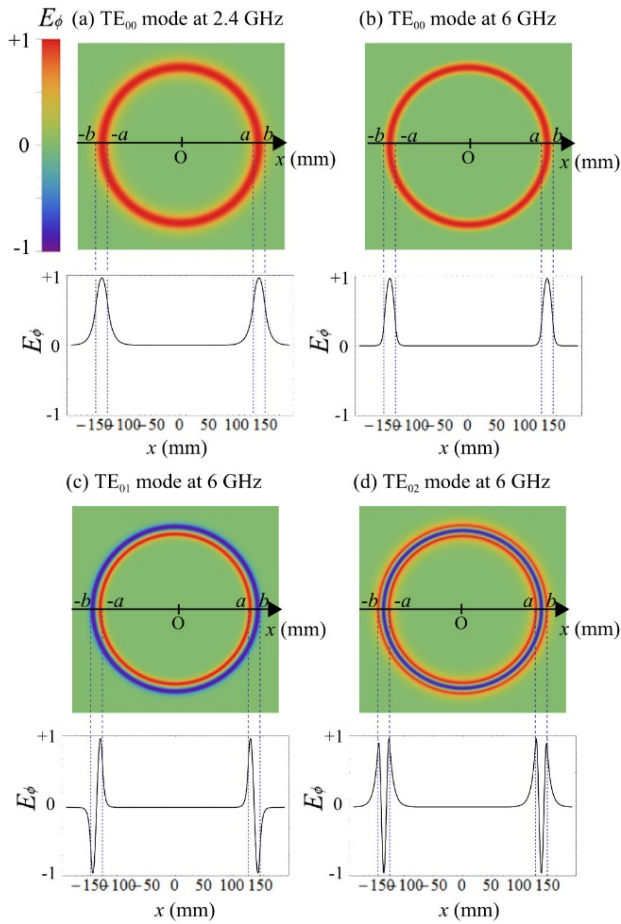 E𝜙 (a) TE₀₀ mode at 2.4 GHz (b) TE₀₀ mode at 6 GHz
+1
0
-1
-b -a a b
O x (mm)
-b -a a b
O x (mm)
+1
E𝜙 0
-1
−150 −100 −50 0 50 100 150
x (mm)
+1
E𝜙 0
-1
−150 −100 −50 0 50 100 150
x (mm)
(c) TE₀₁ mode at 6 GHz (d) TE₀₂ mode at 6 GHz
-b -a a b
O x (mm)
-b -a a b
O x (mm)
+1
E𝜙 0
-1
−150 −100 −50 0 50 100 150
x (mm)
+1
E𝜙 0
-1
−150 −100 −50 0 50 100 150
x (mm)